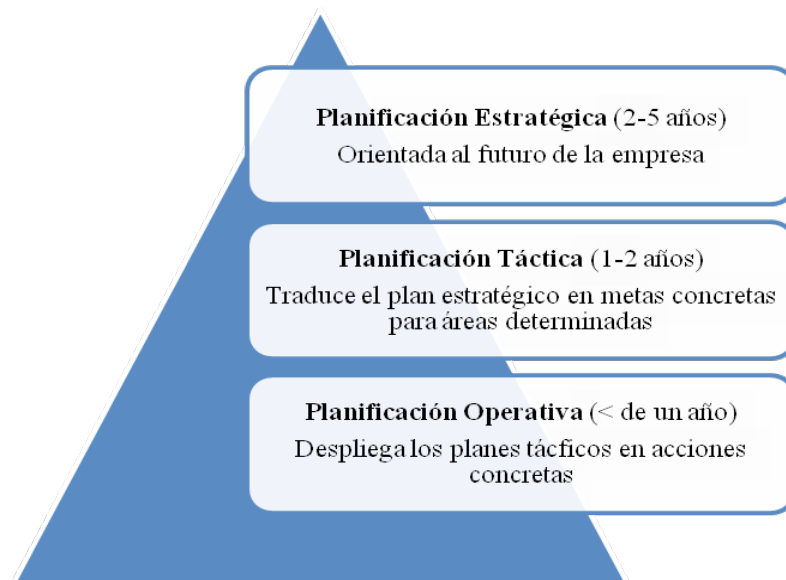 Planificación Estratégica (2-5 años)
Orientada al futuro de la empresa
Planificación Táctica (1-2 años)
Traduce el plan estratégico en metas concretas
para áreas determinadas
Planificación Operativa (< de un año)
Despliega los planes tácficos en acciones
concretas